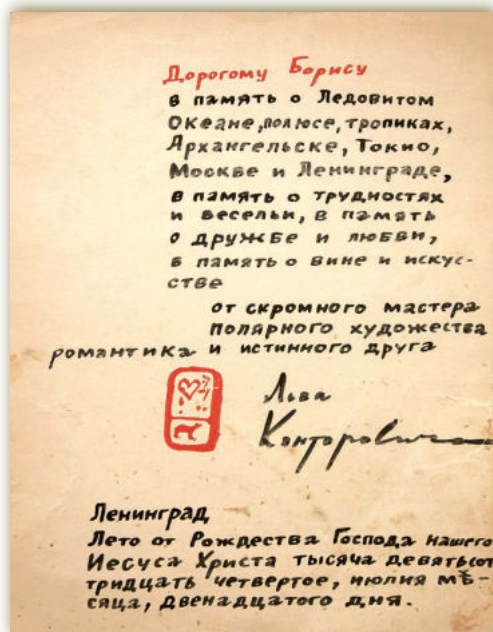 Дорогому Борису
в память о Ледовитом
Океане, полюсе, тропиках,
Архангельске, Токио,
Москве и Ленинграде,
в память о трудностях
и весельи, в память
о дружбе и любви,
в память о вине и искус-
стве
от скромного мастера
полярного художества
романтика и истинного друга
Льва
Канторовича
Ленинград,
Лето от Рождества Господа нашего
Иесуса Христа тысяча девятьсот
тридцать четвертое, июлия мѣ-
сяца, двенадцатого дня.